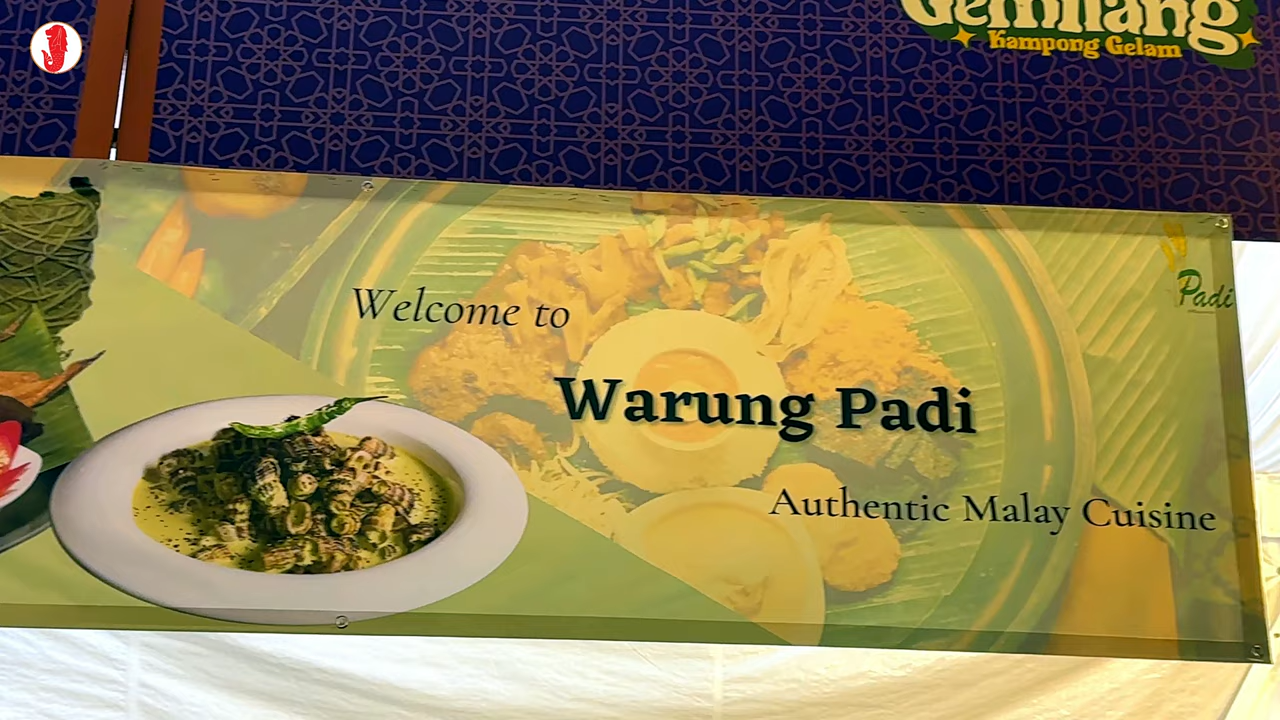 Gemilang
Kampong Gelam
Welcome to
Warung Padi
Authentic Malay Cuisine
Padi